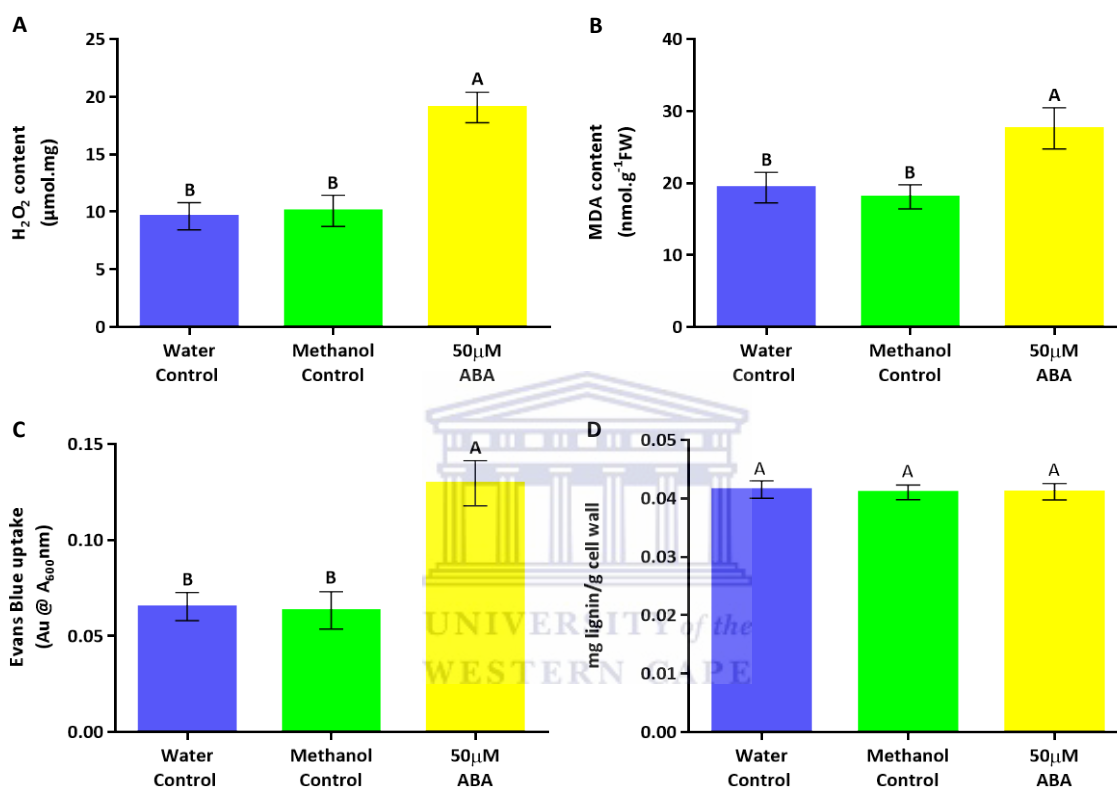 A
H₂O₂ content
(μmol.mg)
25
20
15
10
5
0
B
B
A
Water
Control
Methanol
Control
50μM
ABA
B
MDA content
(nmol.g⁻¹FW)
40
30
20
10
0
B
B
A
Water
Control
Methanol
Control
50μM
ABA
C
Evans Blue uptake
(Au @ A₆₀₀nm)
0.15
0.10
0.05
0.00
B
B
A
Water
Control
Methanol
Control
50μM
ABA
D
mg lignin/g cell wall
0.05
0.04
0.03
0.02
0.01
0.00
A
A
A
Water
Control
Methanol
Control
50μM
ABA
UNIVERSITY of the
WESTERN CAPE